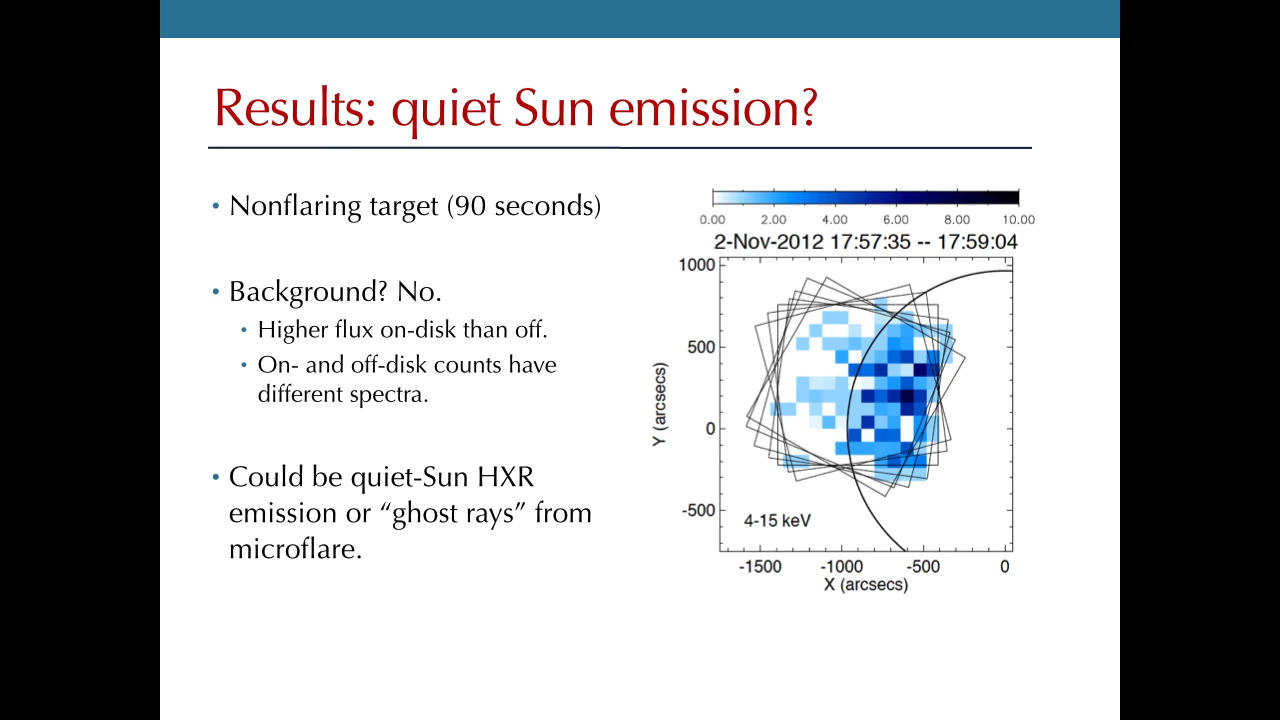 Results: quiet Sun emission?
• Nonflaring target (90 seconds)
• Background? No.
• Higher flux on-disk than off.
• On- and off-disk counts have
different spectra.
• Could be quiet-Sun HXR
emission or “ghost rays” from
microflare.
0.00 2.00 4.00 6.00 8.00 10.00
2-Nov-2012 17:57:35 -- 17:59:04
1000
500
0
-500
Y (arcsecs)
4-15 keV
-1500 -1000 -500 0
X (arcsecs)